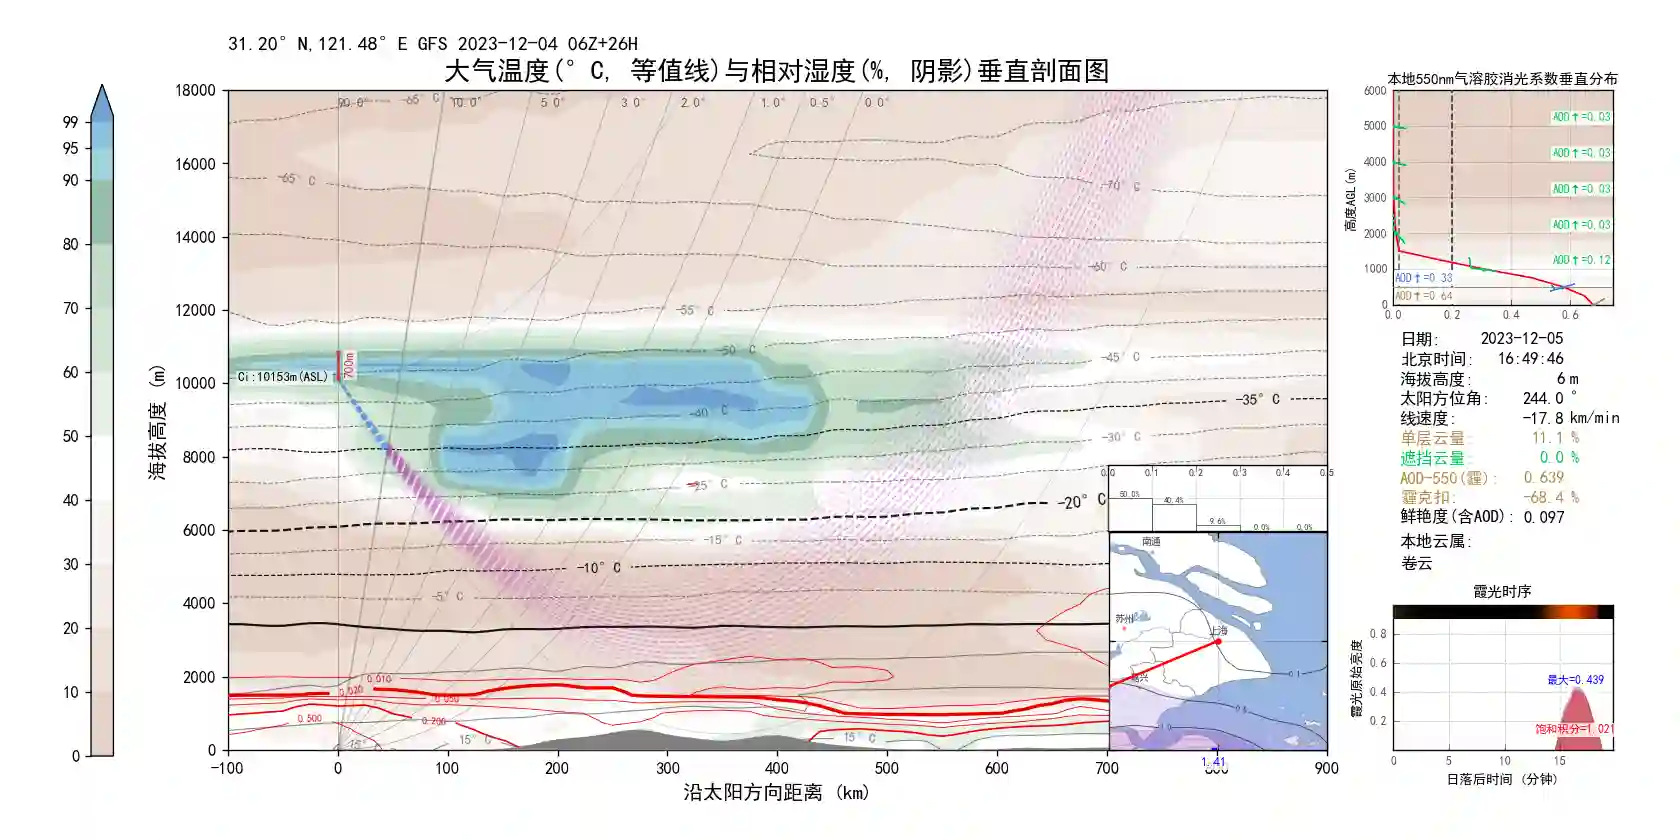 31.20°N,121.48°E GFS 2023-12-04 06Z+26H
大气温度(°C, 等值线)与相对湿度(%, 阴影)垂直剖面图
99
95
90
80
70
60
50
40
30
20
10
0
海拔高度 (m)
18000
16000
14000
12000
10000
8000
6000
4000
2000
0
-65°C
5.0°
3.0°
2.0°
1.0°
0.5°
0.0°
-65°C
-70°C
-60°C
-55°C
-50°C
-45°C
-40°C
-35°C
-30°C
-25°C
-20°C
-15°C
-10°C
-5°C
Ci:10153m(ASL)
700m
0.010
0.020
0.050
0.500
0.200
15°
15°C
15°C
-100
0
100
200
300
400
500
600
700
800
900
沿太阳方向距离 (km)
0.0
0.1
0.2
0.3
0.4
0.5
50.0%
40.4%
9.6%
0.0%
0.0%
南通
苏州
上海
嘉兴
0.1
1.41
本地550nm气溶胶消光系数垂直分布
高度AGL(m)
6000
5000
4000
3000
2000
1000
0
AOD↑=0.03
AOD↑=0.03
AOD↑=0.03
AOD↑=0.03
AOD↑=0.12
AOD↑=0.33
AOD↑=0.64
0.0
0.2
0.4
0.6
日期: 2023-12-05
北京时间: 16:49:46
海拔高度: 6 m
太阳方位角: 244.0 °
线速度: -17.8 km/min
单层云量: 11.1 %
遮挡云量: 0.0 %
AOD-550(霾): 0.639
霾克扣: -68.4 %
鲜艳度(含AOD): 0.097
本地云属:
卷云
霞光时序
霞光原始亮度
0.8
0.6
0.4
0.2
最大=0.439
饱和积分=1.021
0
5
10
15
20
日落后时间 (分钟)